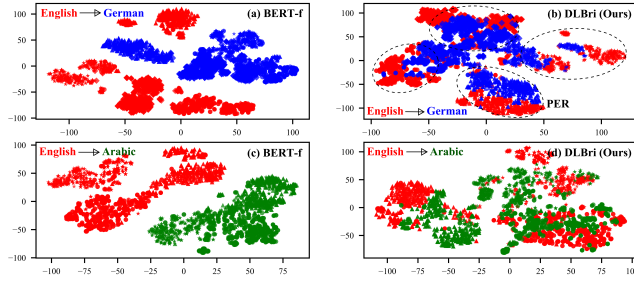 English → German (a) BERT-f
100
50
0
-50
-100
-100 -50 0 50 100
English → German (b) DLBri (Ours)
PER
100
50
0
-50
-100
-100 -50 0 50 100
English → Arabic (c) BERT-f
100
50
0
-50
-100
-100 -75 -50 -25 0 25 50 75
English → Arabic (d) DLBri (Ours)
100
50
0
-50
-100 -75 -50 -25 0 25 50 75 100